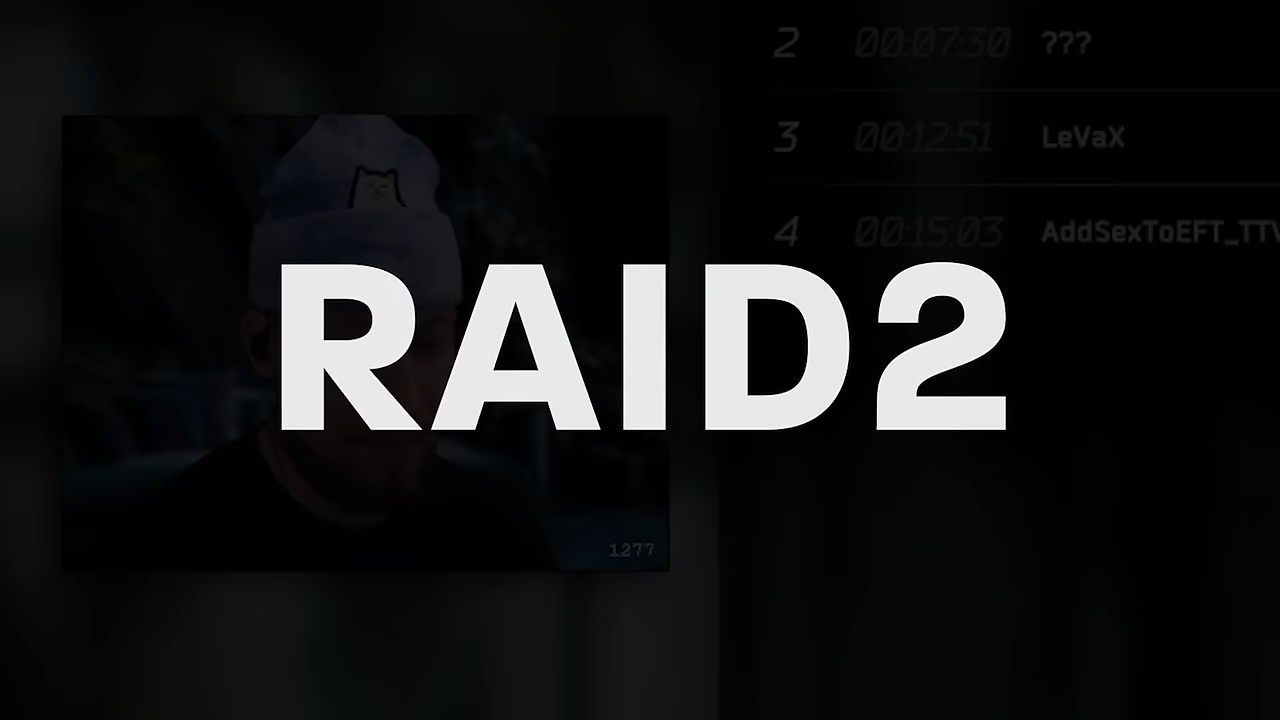 2 00:07:30 ???
3 00:12:51 LeVaX
4 00:15:03 AddSexToEFT_TTV
RAID2
1277